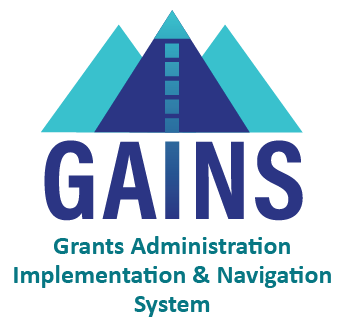 GAINS
Grants Administration
Implementation & Navigation
System